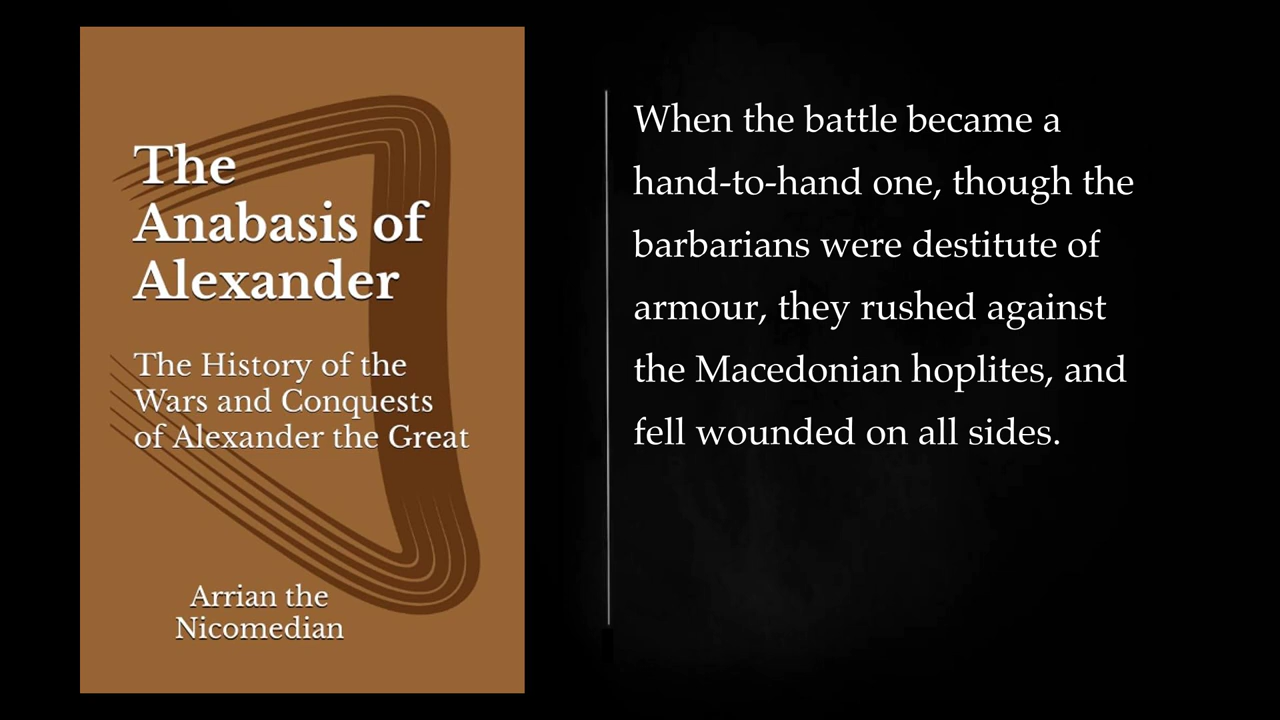 The
Anabasis of
Alexander
The History of the
Wars and Conquests
of Alexander the Great
Arrian the
Nicomedian
When the battle became a
hand-to-hand one, though the
barbarians were destitute of
armour, they rushed against
the Macedonian hoplites, and
fell wounded on all sides.